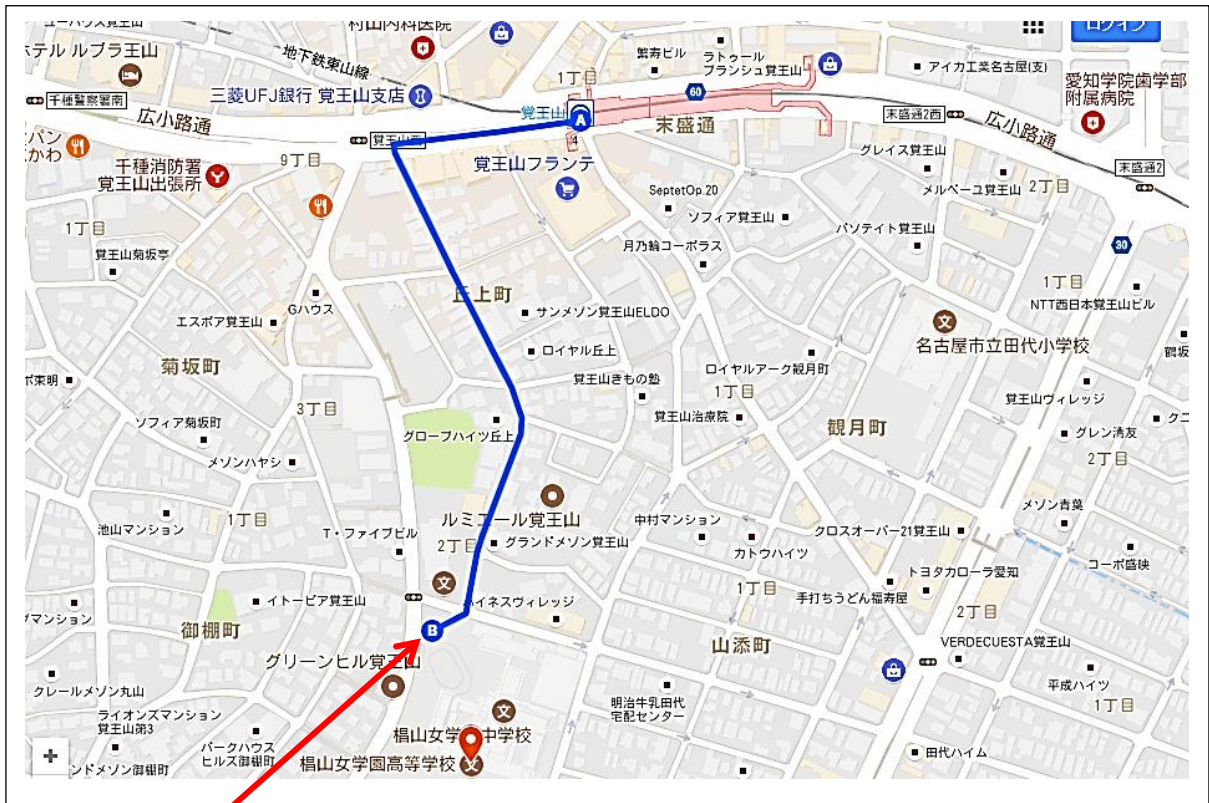 ユーハウス覚王山
村山内科医院
ログイン
ホテル ルブラ王山
地下鉄東山線
繁寿ビル
ラトゥール
ブランシュ覚王山
アイカ工業名古屋(支)
1丁目
千種警察署南
三菱UFJ銀行 覚王山支店
覚王山
A
60
愛知学院歯学部
附属病院
広小路通
末盛通
末盛通2西
広小路通
4
9丁目
千種消防署
覚王山出張所
覚王山フランテ
グレイス覚王山
末盛通2
SeptetOp.20
メルベーユ覚王山
2丁目
1丁目
ソフィア覚王山
パソテイト覚王山
覚王山菊坂亭
月乃輪コーポラス
30
1丁目
Gハウス
丘上町
NTT西日本覚王山ビル
エスポア覚王山
サンメゾン覚王山ELDO
文
名古屋市立田代小学校
菊坂町
ロイヤル丘上
ロイヤルアーク観月町
覚王山きもの塾
1丁目
覚王山ヴィレッジ
3丁目
ソフィア菊坂町
覚王山治療院
観月町
グレン清友
グローブハイツ丘上
メゾンハヤシ
2丁目
メゾン青葉
1丁目
池山マンション
T・ファイブビル
ルミエール覚王山
中村マンション
クロスオーバー21覚王山
2丁目
グランドメゾン覚王山
カトウハイツ
コーポ盛映
文
トヨタカローラ愛知
1丁目
イトーピア覚王山
ハイネスヴィレッジ
手打ちうどん福寿屋
2丁目
御棚町
B
山添町
VERDECUESTA覚王山
グリーンヒル覚王山
クレールメゾン丸山
平成ハイツ
ライオンズマンション
覚王山第3
文
明治牛乳田代
宅配センター
1丁目
椙山女学園中学校
パークハウス
ヒルズ御棚町
椙山女学園高等学校
文
田代ハイム